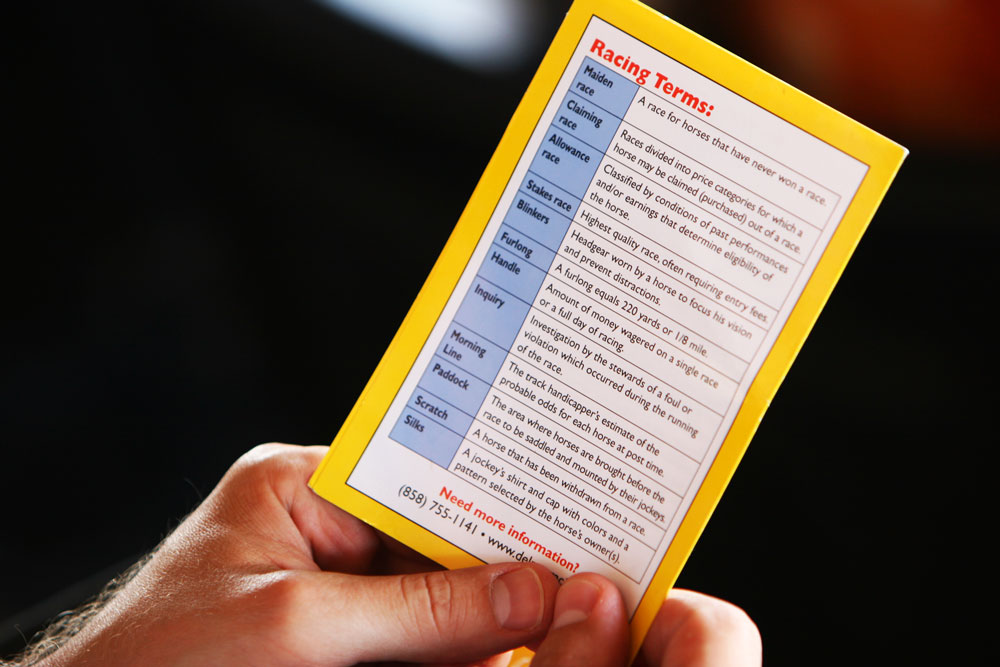 Racing Terms:
Maiden
race
A race for horses that have never won a race.
Claiming
race
Races divided into price categories for which a
horse may be claimed (purchased) out of a race.
Allowance
race
Classified by conditions of past performances
and/or earnings that determine eligibility of
the horse.
Stakes race
Highest quality race, often requiring entry fees.
Blinkers
Headgear worn by a horse to focus his vision
and prevent distractions.
Furlong
A furlong equals 220 yards or 1/8 mile.
Handle
Amount of money wagered on a single race
or a full day of racing.
Inquiry
Investigation by the stewards of a foul or
violation which occurred during the running
of the race.
Morning
Line
The track handicapper's estimate of the
probable odds for each horse at post time.
Paddock
The area where horses are brought before the
race to be saddled and mounted by their jockeys.
Scratch
A horse that has been withdrawn from a race.
Silks
A jockey's shirt and cap with colors and a
pattern selected by the horse's owner(s).
Need more information?
(858) 755-1141 •